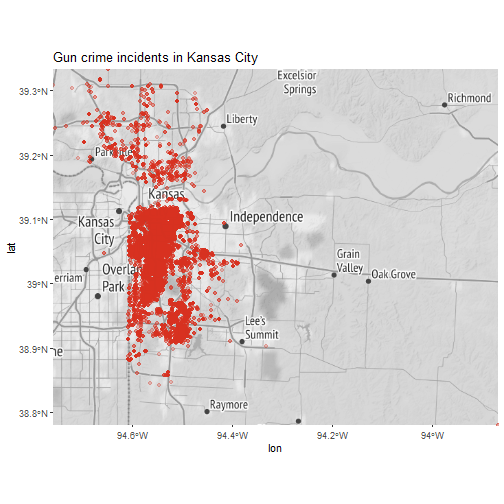 Gun crime incidents in Kansas City
Excelsior
Springs
39.3°N
Richmond
Liberty
39.2°N
Kansas
39.1°N
Kansas
City
Independence
lat
39°N
erriam
Overla
Park
Grain
Valley
Oak Grove
Lee's
Summit
38.9°N
ne
Raymore
38.8°N
94.6°W
94.4°W
94.2°W
94°W
lon